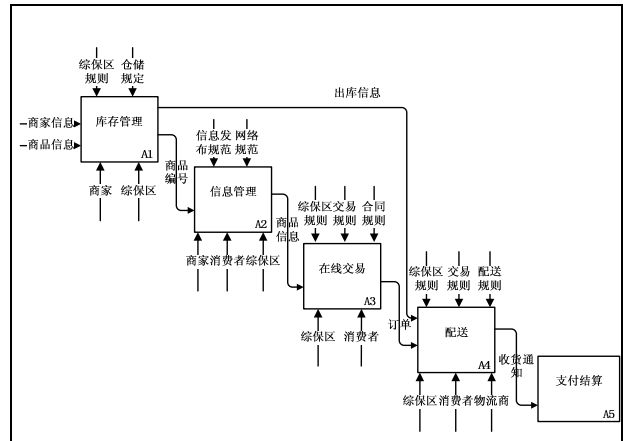 综保区 仓储
规则 规定
出库信息
商家信息
商品信息
库存管理
A1
商家 综保区
商品
编号
信息发 网络
布规范 规范
信息管理
A2
商家 消费者 综保区
商品
信息
综保区 交易 合同
规则 规则 规则
在线交易
A3
综保区 消费者
订单
综保区 交易 配送
规则 规则 规则
配送
A4
综保区 消费者 物流商
收货通
知
支付结算
A5